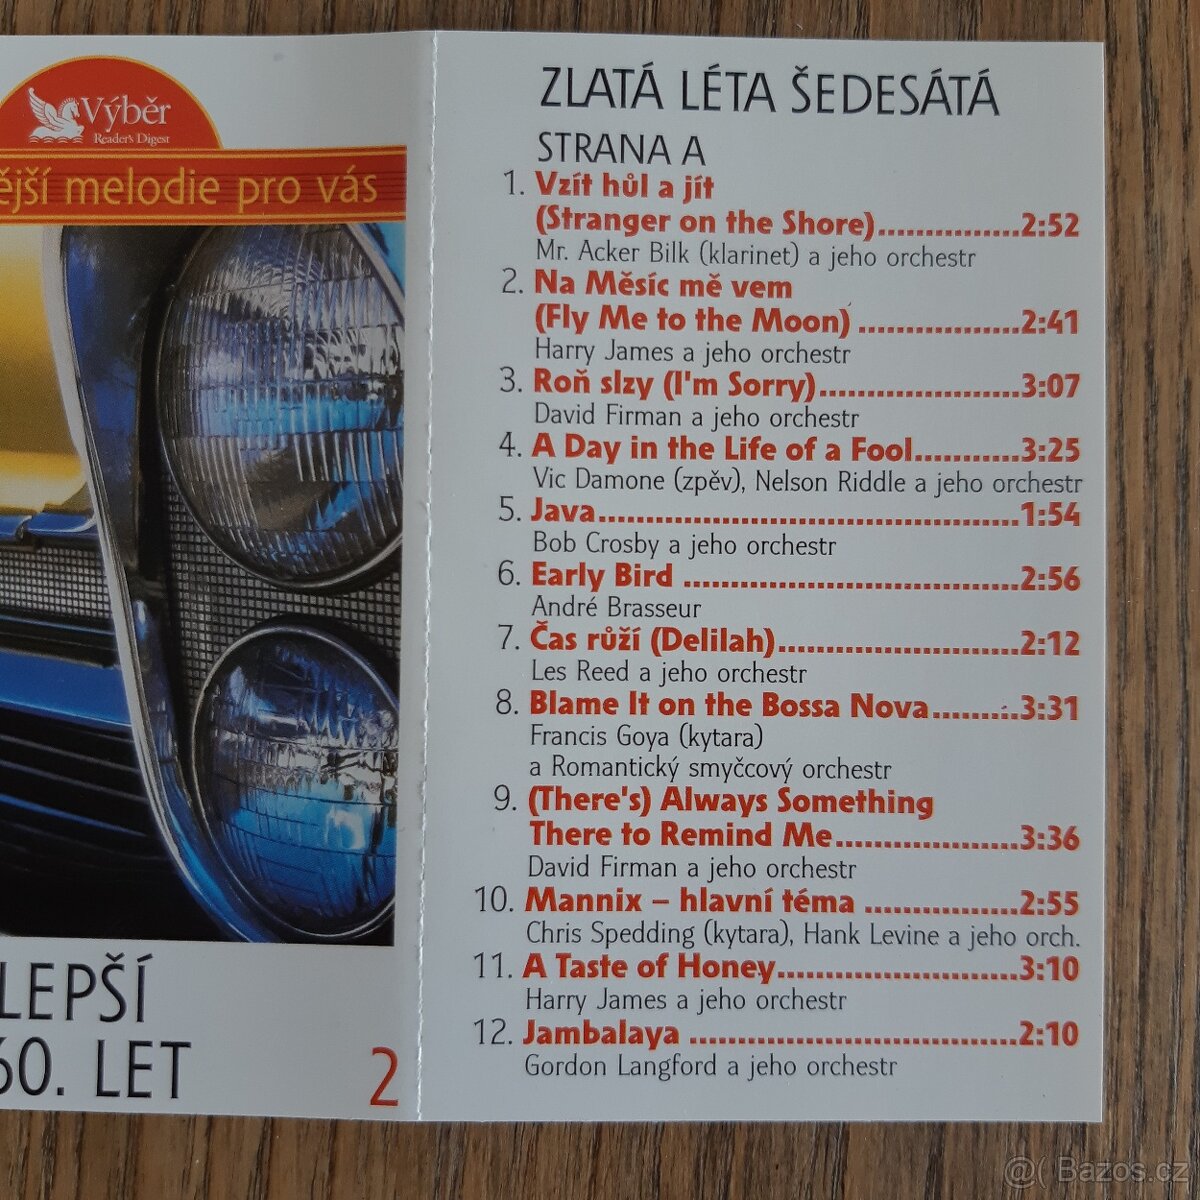 Výběr
Reader's Digest
ější melodie pro vás
LEPŠÍ
60. LET
2
ZLATÁ LÉTA ŠEDESÁTÁ
STRANA A
1. Vzít hůl a jít
(Stranger on the Shore)...............2:52
Mr. Acker Bilk (klarinet) a jeho orchestr
2. Na Měsíc mě vem
(Fly Me to the Moon) .................2:41
Harry James a jeho orchestr
3. Roň slzy (I'm Sorry).....................3:07
David Firman a jeho orchestr
4. A Day in the Life of a Fool...........3:25
Vic Damone (zpěv), Nelson Riddle a jeho orchestr
5. Java............................................1:54
Bob Crosby a jeho orchestr
6. Early Bird ...................................2:56
André Brasseur
7. Čas růží (Delilah).........................2:12
Les Reed a jeho orchestr
8. Blame It on the Bossa Nova.........3:31
Francis Goya (kytara)
a Romantický smyčcový orchestr
9. (There's) Always Something
There to Remind Me...................3:36
David Firman a jeho orchestr
10. Mannix – hlavní téma ................2:55
Chris Spedding (kytara), Hank Levine a jeho orch.
11. A Taste of Honey.........................3:10
Harry James a jeho orchestr
12. Jambalaya ..................................2:10
Gordon Langford a jeho orchestr
@( Bazos.cz